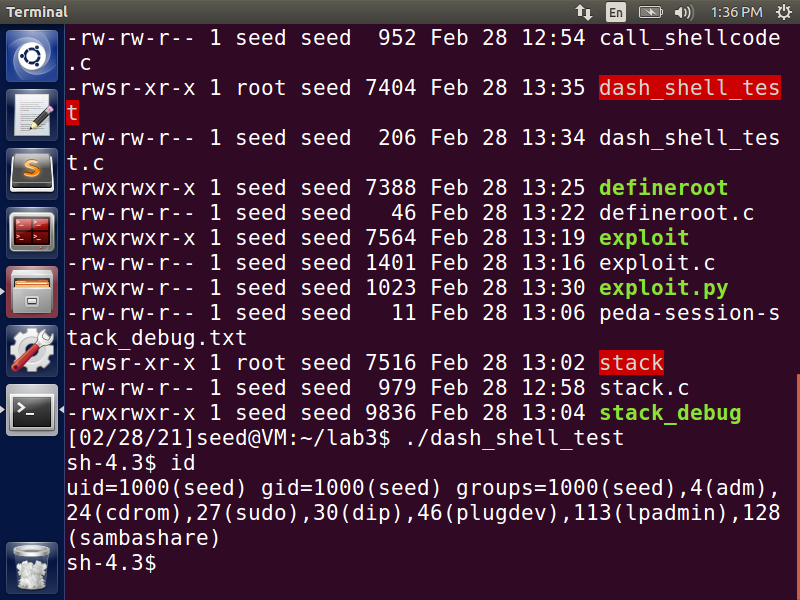 Terminal
En
1:36 PM
-rw-rw-r-- 1 seed seed  952 Feb 28 12:54 call_shellcode
.c
-rwsr-xr-x 1 root seed 7404 Feb 28 13:35 dash_shell_tes
t
-rw-rw-r-- 1 seed seed  206 Feb 28 13:34 dash_shell_tes
t.c
-rwxrwxr-x 1 seed seed 7388 Feb 28 13:25 defineroot
-rw-rw-r-- 1 seed seed   46 Feb 28 13:22 defineroot.c
-rwxrwxr-x 1 seed seed 7564 Feb 28 13:19 exploit
-rw-rw-r-- 1 seed seed 1401 Feb 28 13:16 exploit.c
-rwxrw-r-- 1 seed seed 1023 Feb 28 13:30 exploit.py
-rw-rw-r-- 1 seed seed   11 Feb 28 13:06 peda-session-s
tack_debug.txt
-rwsr-xr-x 1 root seed 7516 Feb 28 13:02 stack
-rw-rw-r-- 1 seed seed  979 Feb 28 12:58 stack.c
-rwxrwxr-x 1 seed seed 9836 Feb 28 13:04 stack_debug
[02/28/21]seed@VM:~/lab3$ ./dash_shell_test
sh-4.3$ id
uid=1000(seed) gid=1000(seed) groups=1000(seed),4(adm),
24(cdrom),27(sudo),30(dip),46(plugdev),113(lpadmin),128
(sambashare)
sh-4.3$